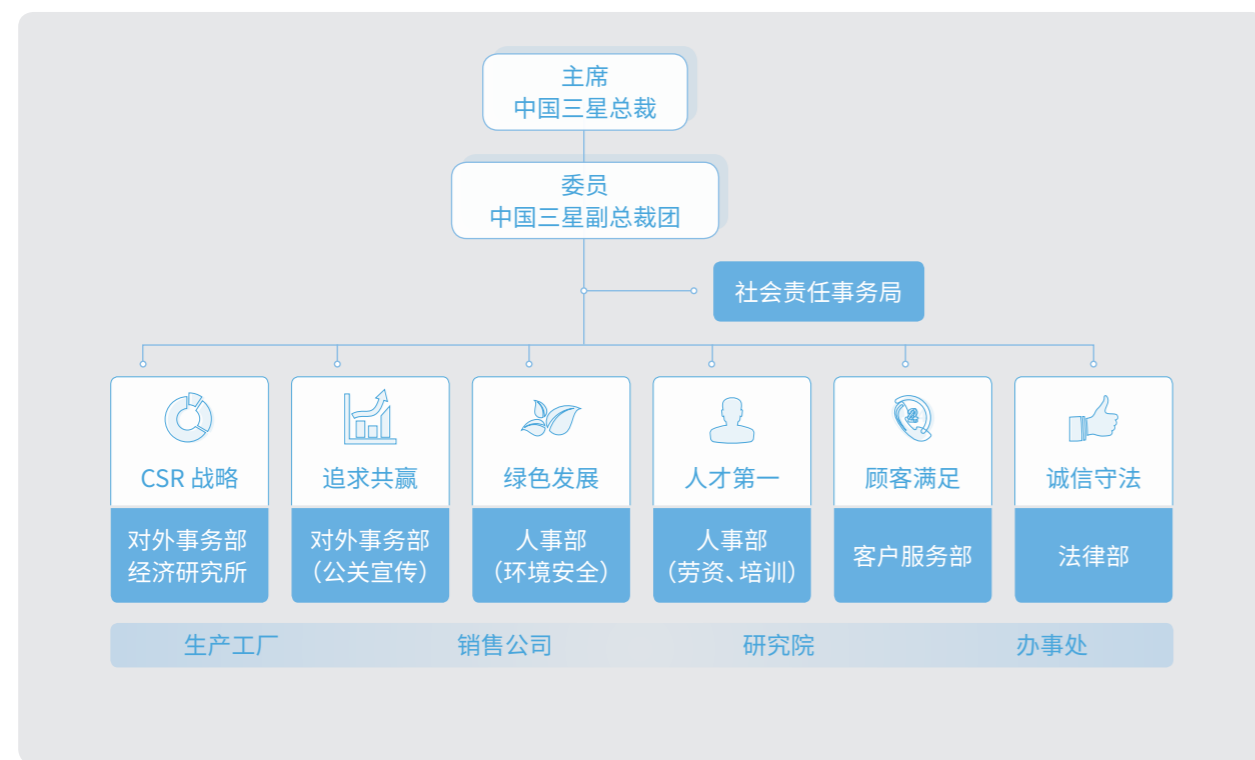 主席
中国三星总裁
委员
中国三星副总裁团
社会责任事务局
CSR 战略
追求共赢
绿色发展
人才第一
顾客满足
诚信守法
对外事务部
经济研究所
对外事务部
（公关宣传）
人事部
（环境安全）
人事部
（劳资、培训）
客户服务部
法律部
生产工厂
销售公司
研究院
办事处